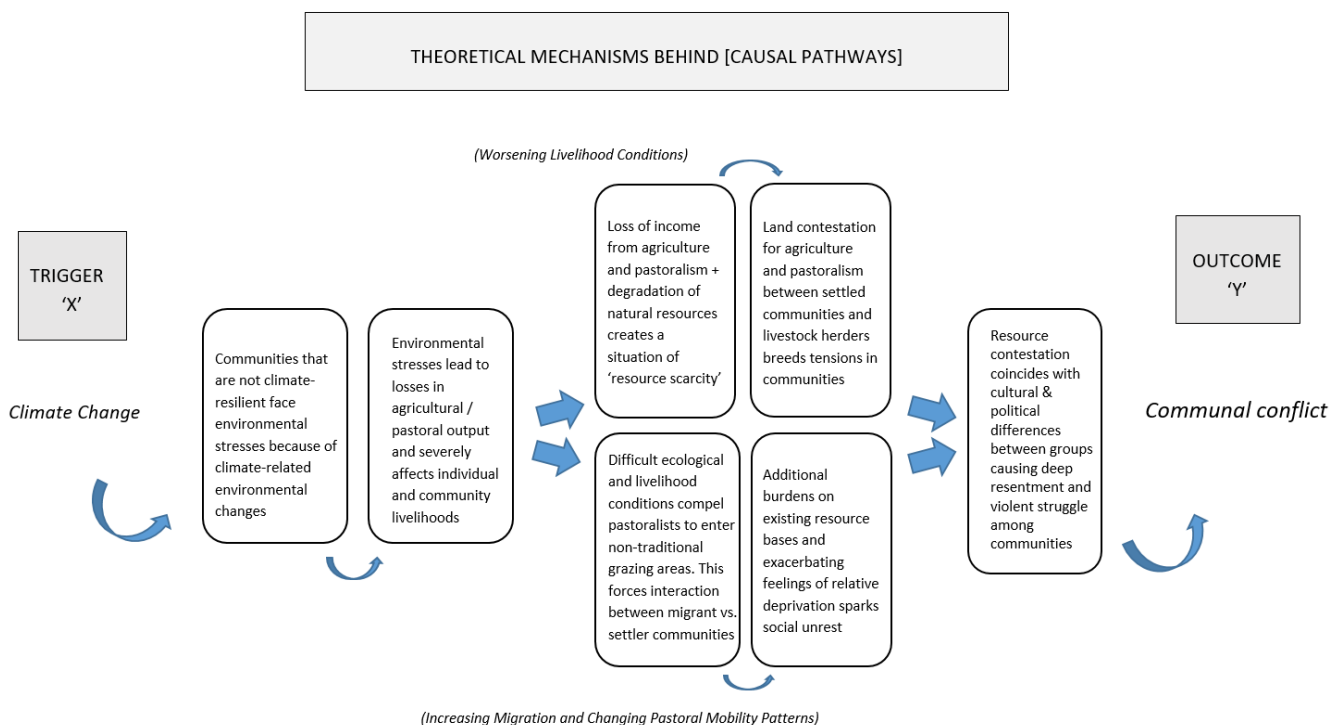 THEORETICAL MECHANISMS BEHIND [CAUSAL PATHWAYS]
(Worsening Livelihood Conditions)
TRIGGER
'X'
Climate Change
Communities that
are not climate-
resilient face
environmental
stresses because of
climate-related
environmental
changes
Environmental
stresses lead to
losses in
agricultural /
pastoral output
and severely
affects individual
and community
livelihoods
Loss of income
from agriculture
and pastoralism +
degradation of
natural resources
creates a
situation of
'resource scarcity'
Land contestation
for agriculture
and pastoralism
between settled
communities and
livestock herders
breeds tensions in
communities
Difficult ecological
and livelihood
conditions compel
pastoralists to enter
non-traditional
grazing areas. This
forces interaction
between migrant vs.
settler communities
Additional
burdens on
existing resource
bases and
exacerbating
feelings of relative
deprivation sparks
social unrest
Resource
contestation
coincides with
cultural &
political
differences
between groups
causing deep
resentment and
violent struggle
among
communities
OUTCOME
'Y'
Communal conflict
(Increasing Migration and Changing Pastoral Mobility Patterns)